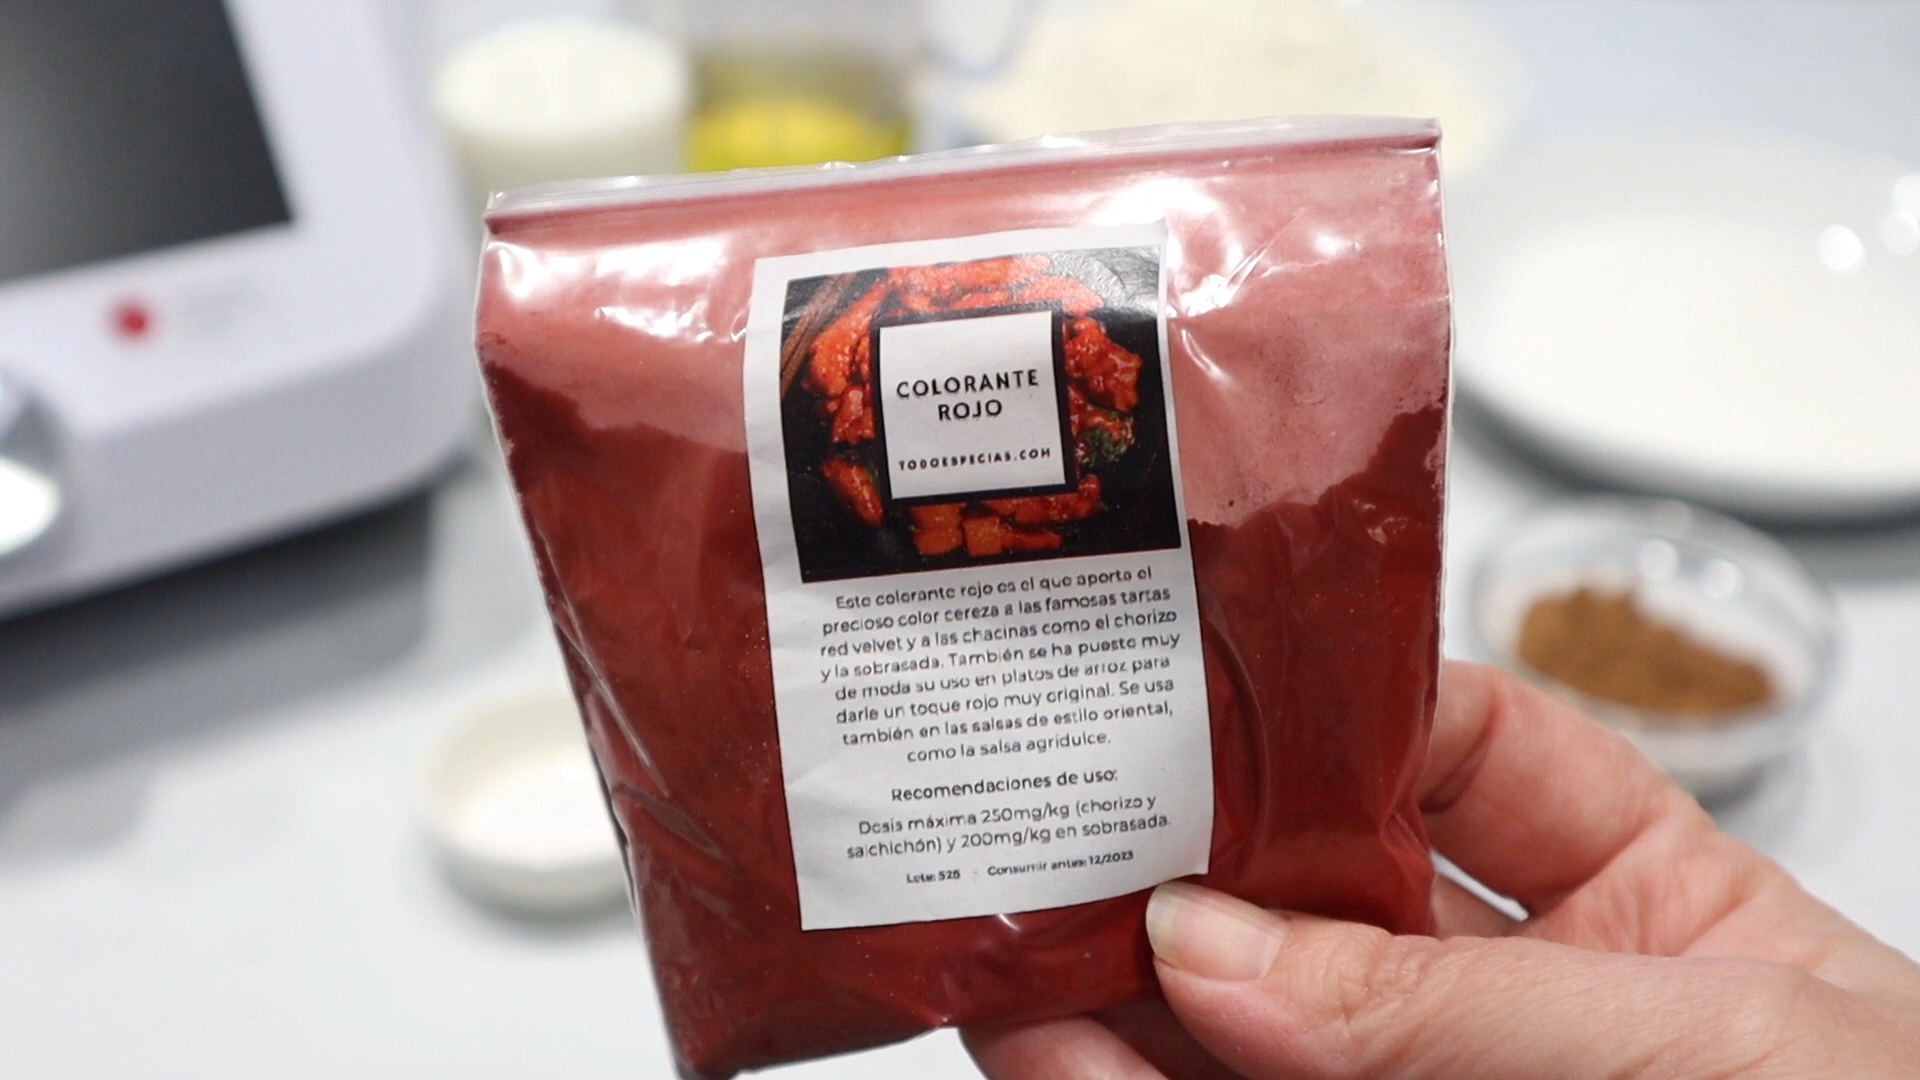 COLORANTE
ROJO
TODOESPECIAS.COM
Este colorante rojo es el que aporta el
precioso color cereza a las famosas tartas
red velvet y a las chacinas como el chorizo
y la sobrasada. También se ha puesto muy
de moda su uso en platos de arroz para
darle un toque rojo muy original. Se usa
también en las salsas de estilo oriental,
como la salsa agridulce.
Recomendaciones de uso:
Dosis máxima 250mg/kg (chorizo y
salchichón) y 200mg/kg en sobrasada.
Lote: 526 Consumir antes: 12/2023